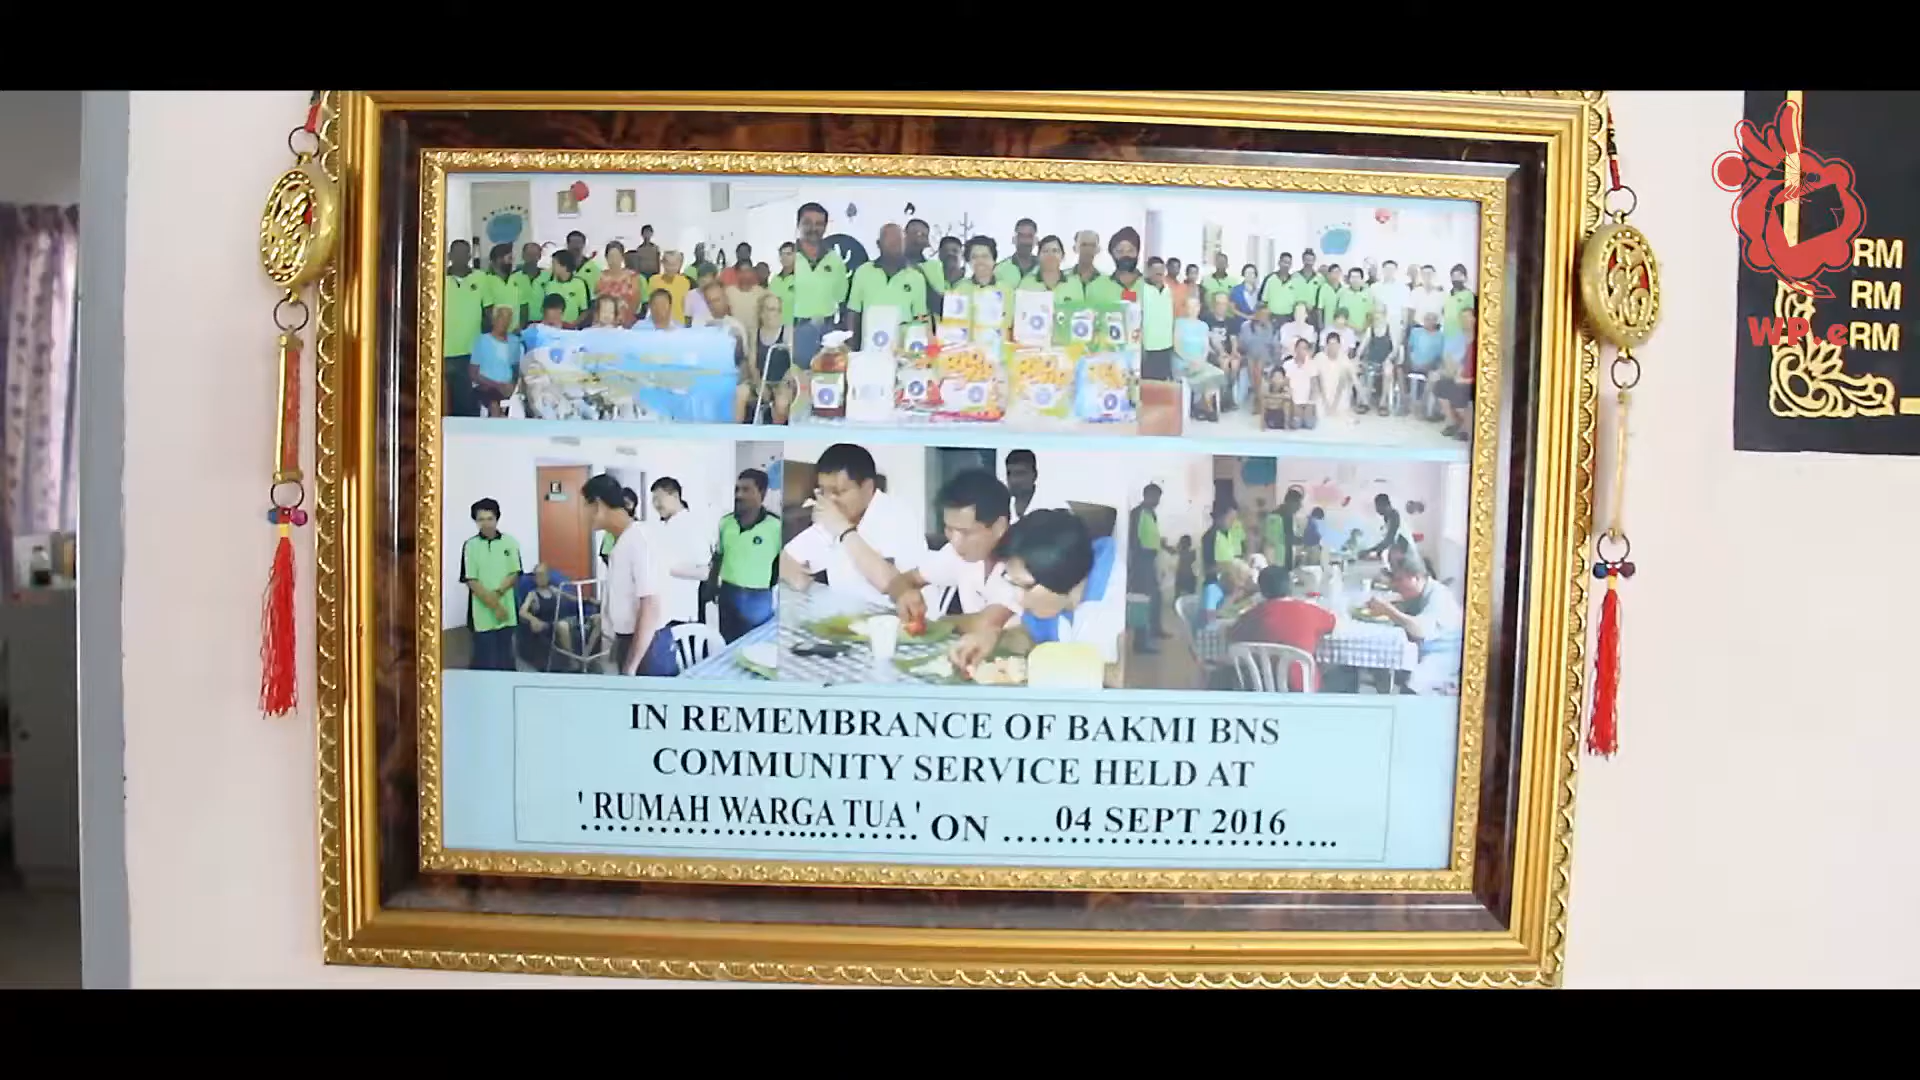 IN REMEMBRANCE OF BAKMI BNS
COMMUNITY SERVICE HELD AT
'RUMAH WARGA TUA' ON 04 SEPT 2016
RM
RM
RM
WP.e